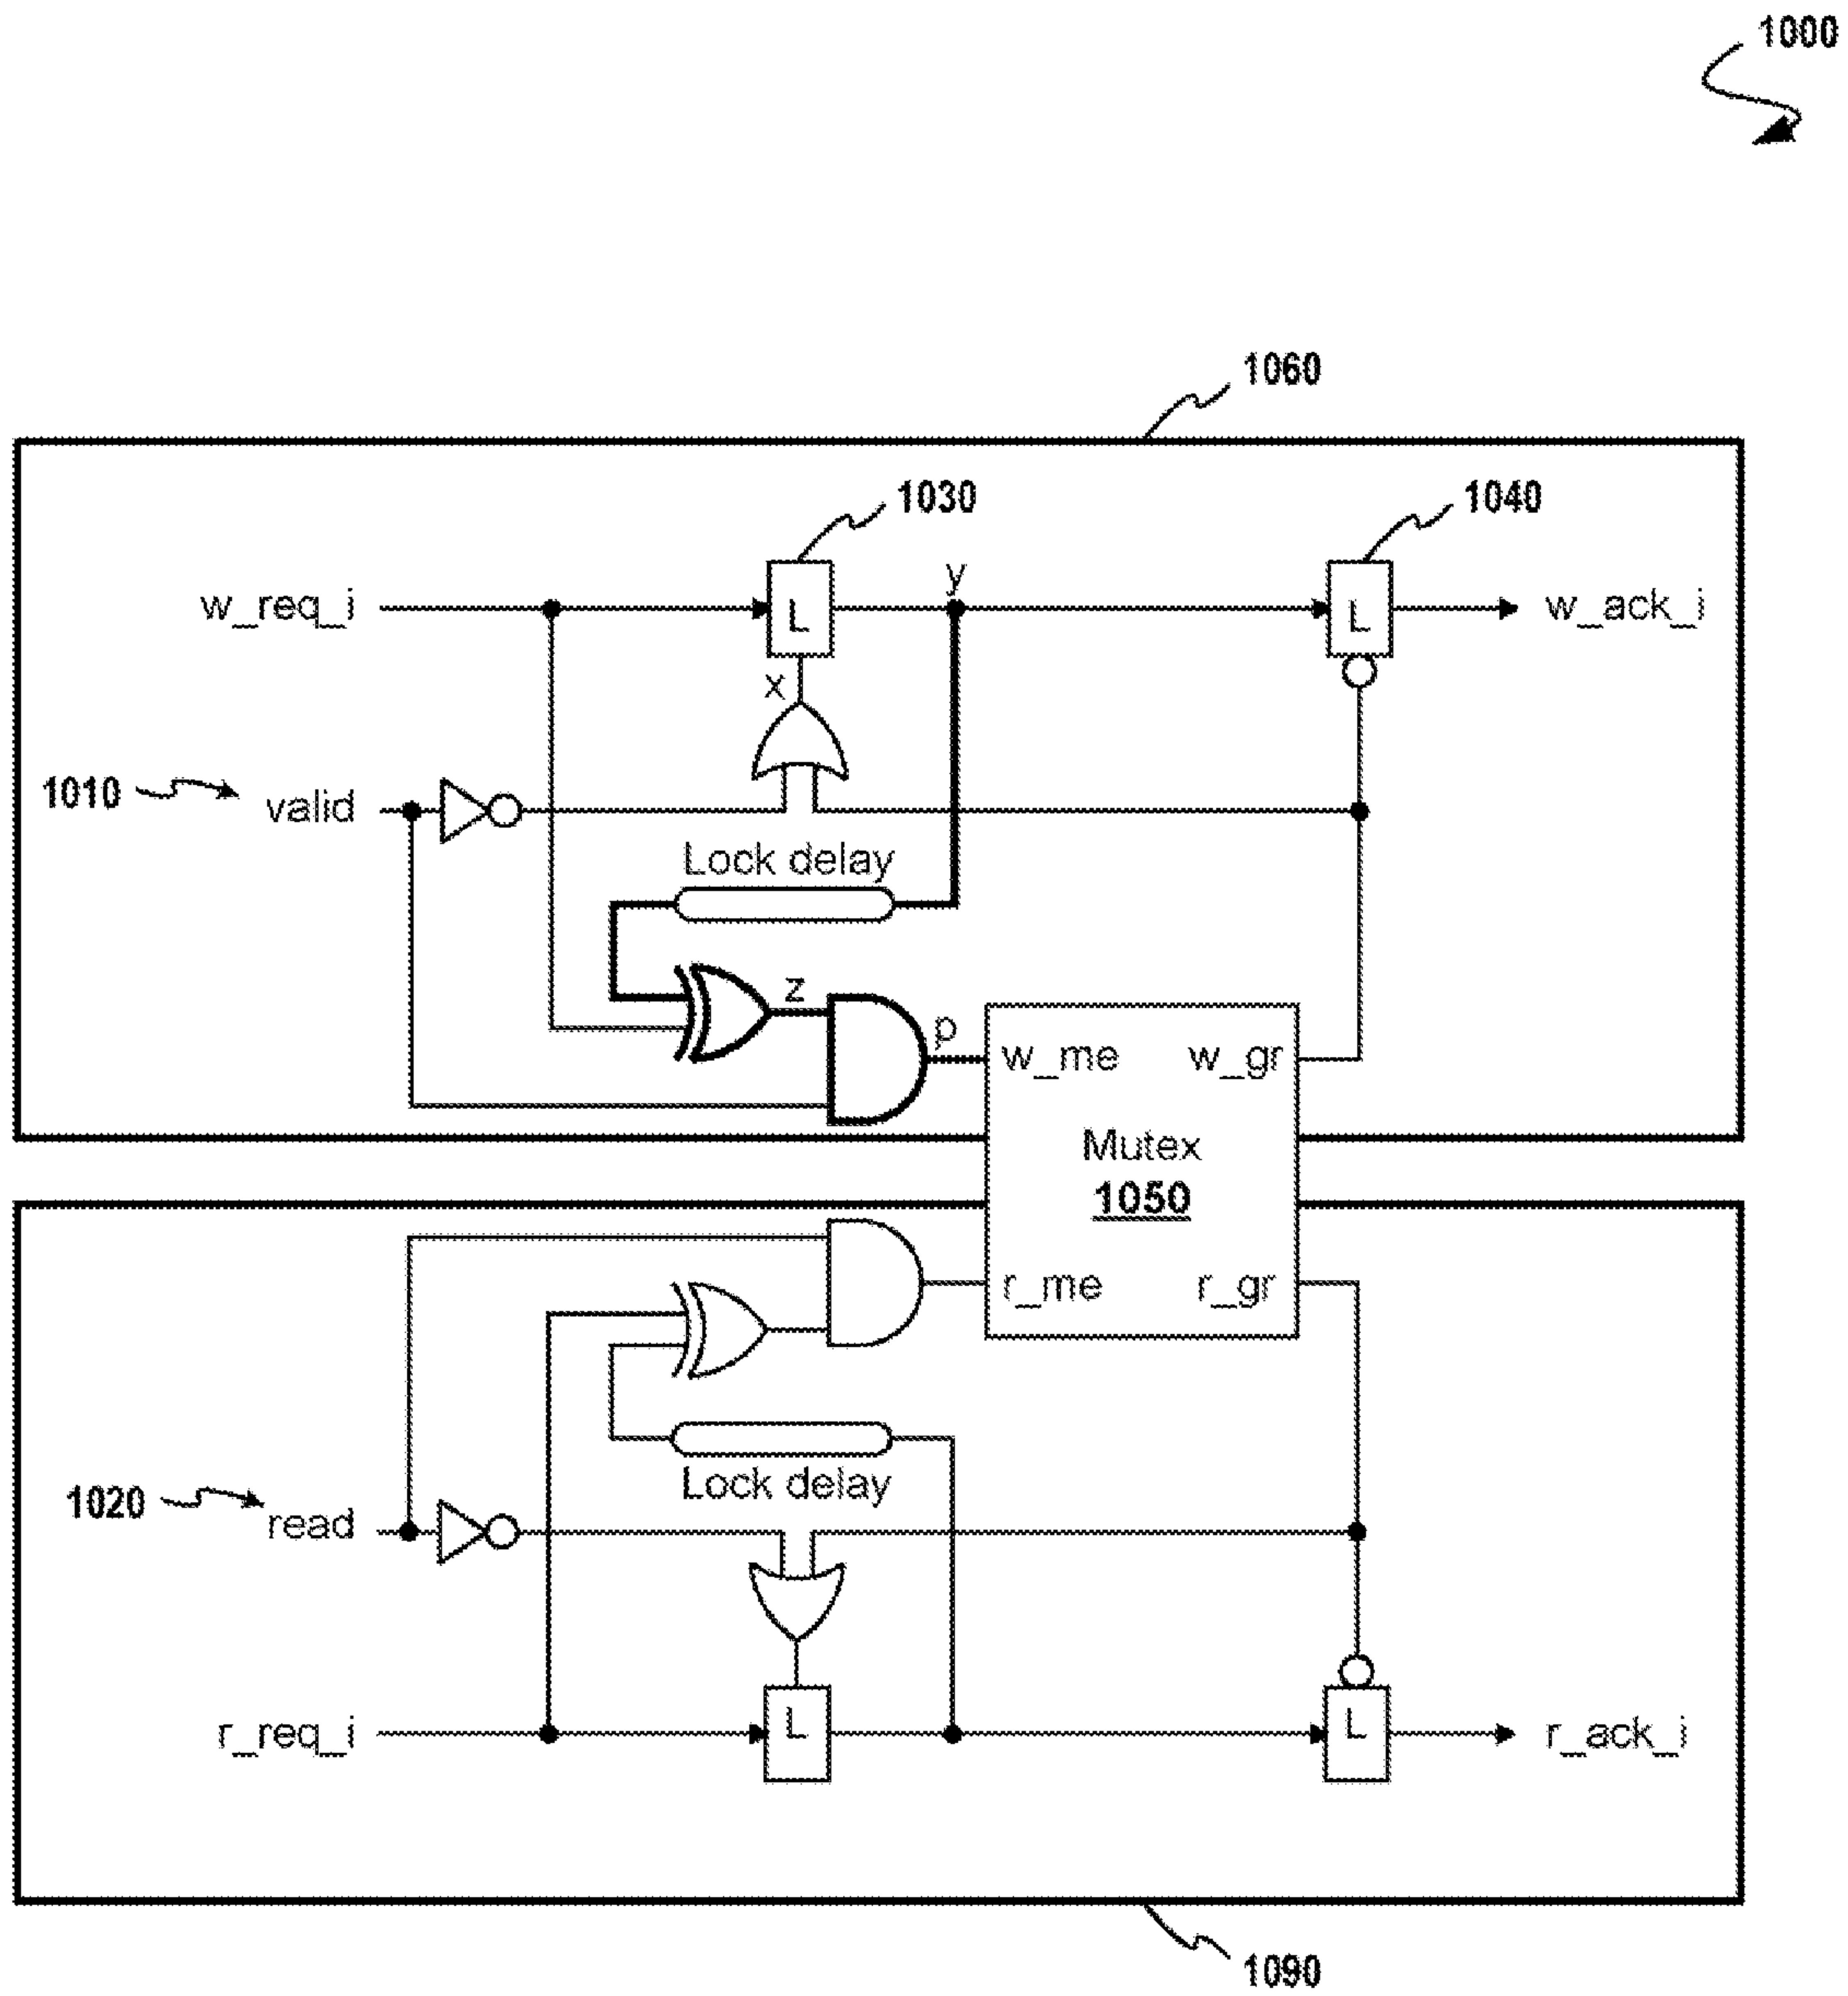 1000
1060
1030
1040
w_req_i
L
y
L
w_ack_i
x
1010
valid
Lock delay
z
p
w_me
w_gr
Mutex
1050
r_me
r_gr
Lock delay
1020
read
r_req_i
L
L
r_ack_i
1090